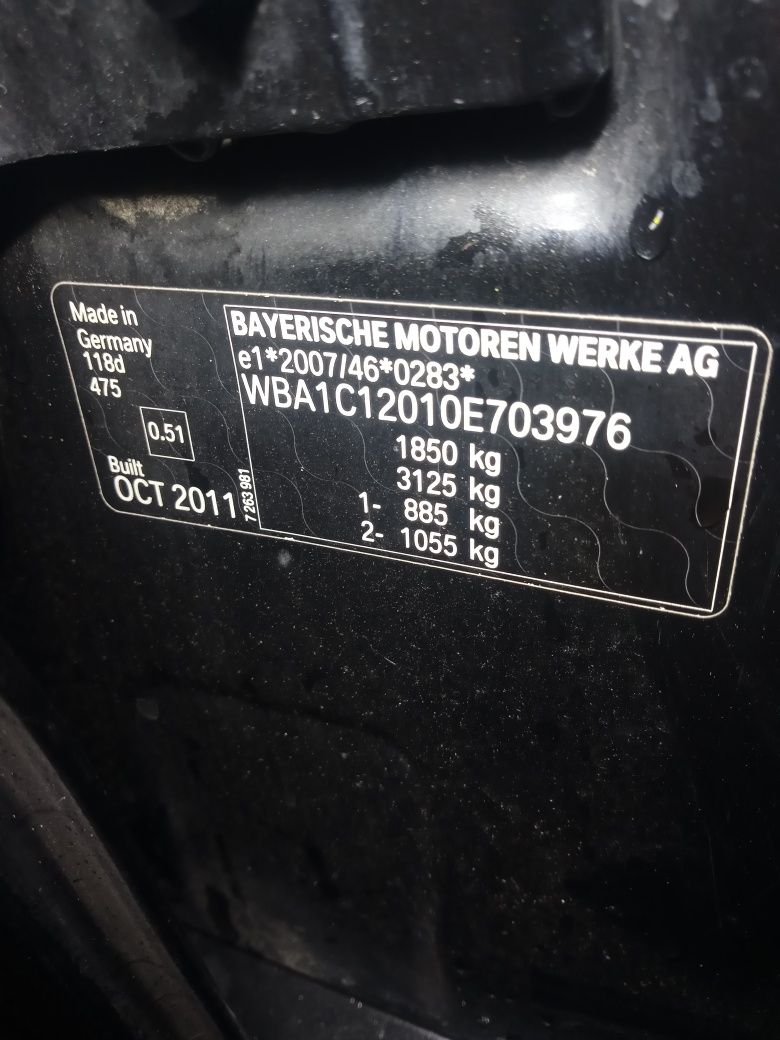 Made in
Germany
118d
475
0.51
Built
OCT 2011
7 263 981
BAYERISCHE MOTOREN WERKE AG
e1*2007/46*0283*
WBA1C12010E703976
1850 kg
3125 kg
1- 885 kg
2- 1055 kg